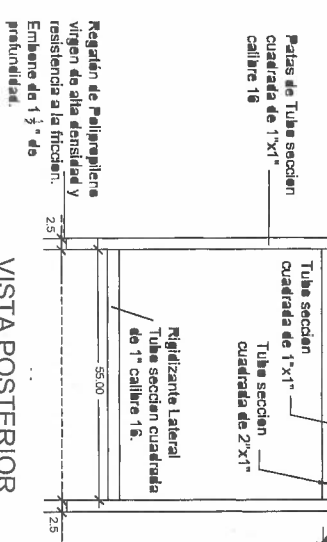 Patas de Tubo seccion
cuadrada de 1"x1"
calibre 16
Regatón de Polipropileno
virgen de alta densidad y
resistencia a la friccion.
Embone de 1 ½" de
profundidad.
Tubo seccion
cuadrada de 1"x1"
Tubo seccion
cuadrada de 2"x1"
Rigidizante Lateral
Tubo seccion cuadrada
de 1" calibre 16.
2.5
55.00
2.5
VISTA POSTERIOR